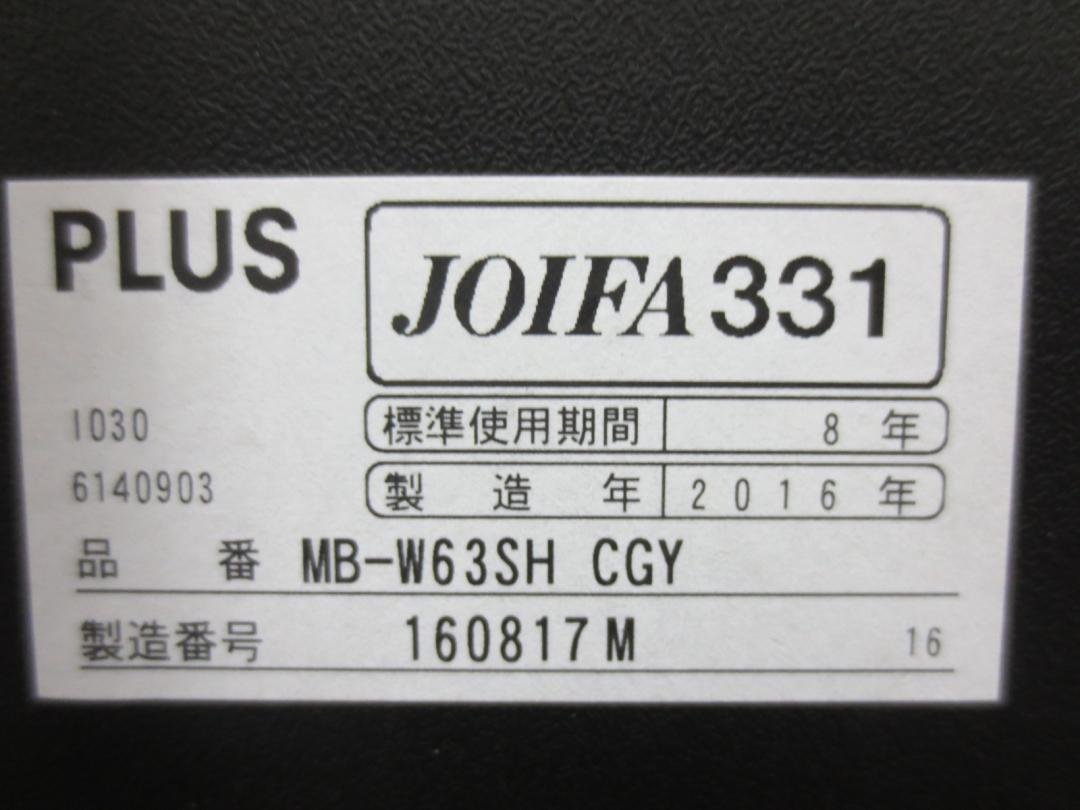 PLUS
JOIFA 331
1030
標準使用期間 8 年
6140903
製造年 2016 年
品番 MB-W63SH CGY
製造番号 160817M 16